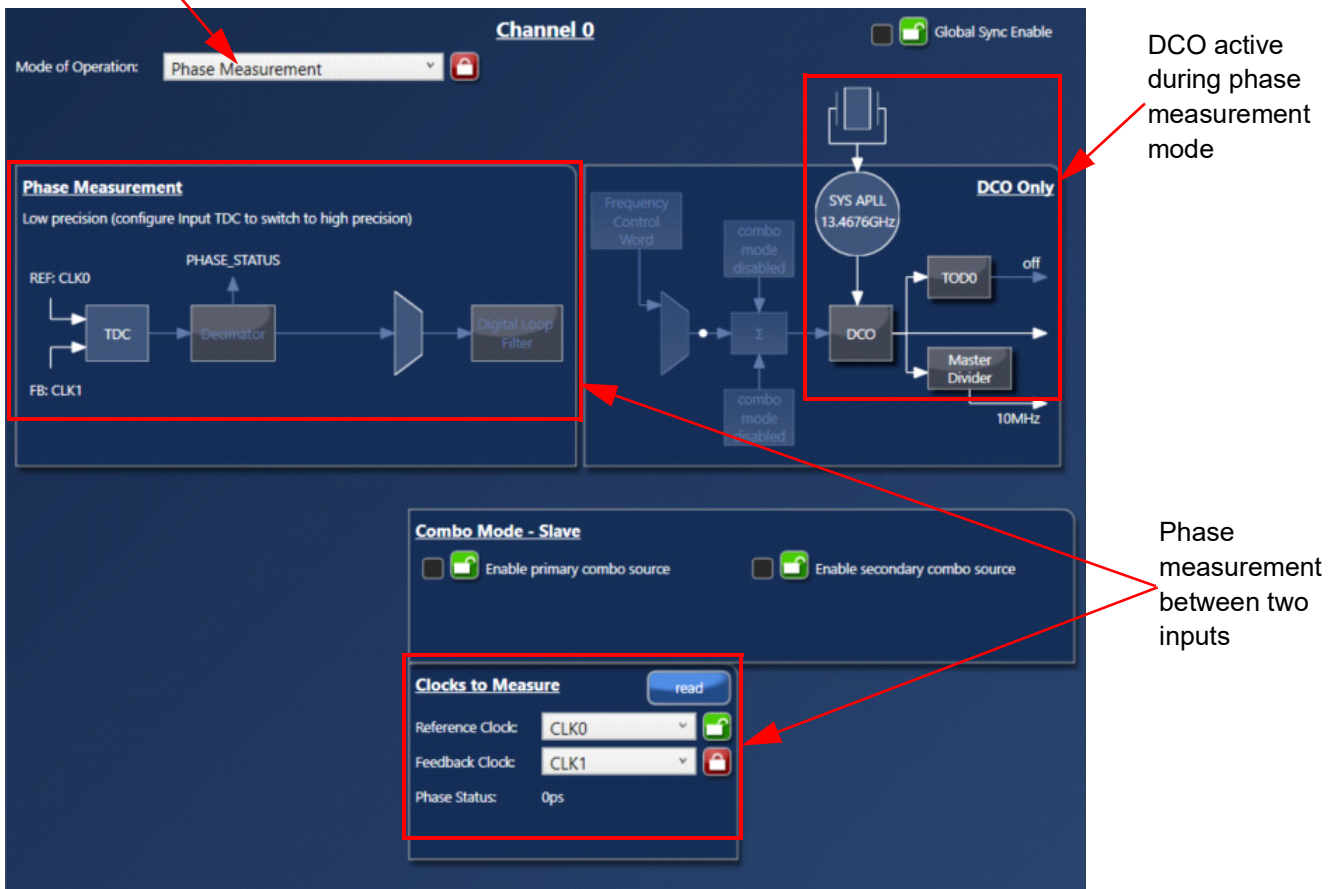 Channel 0
Global Sync Enable
Mode of Operation:
Phase Measurement
DCO active
during phase
measurement
mode
Phase Measurement
Low precision (configure Input TDC to switch to high precision)
PHASE_STATUS
REF: CLK0
TDC
Decimator
Digital Loop
Filter
FB: CLK1
DCO Only
Frequency
Control
Word
combo
mode
disabled
SYS APLL
13.4676GHz
TOD0
off
Σ
DCO
Master
Divider
10MHz
combo
mode
disabled
Combo Mode - Slave
Enable primary combo source
Enable secondary combo source
Phase
measurement
between two
inputs
Clocks to Measure
read
Reference Clock:
CLK0
Feedback Clock:
CLK1
Phase Status:
0ps